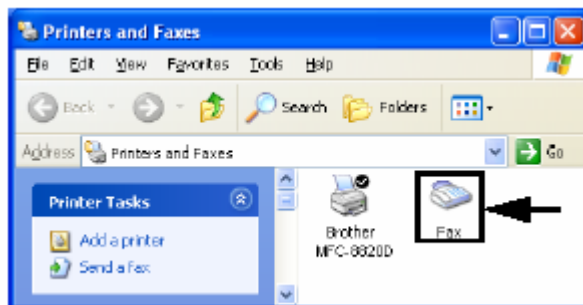 Printers and Faxes
File Edit View Favorites Tools Help
Back Search Folders
Address Printers and Faxes Go
Printer Tasks
Add a printer
Send a fax
Brother
MFC-8820D
Fax